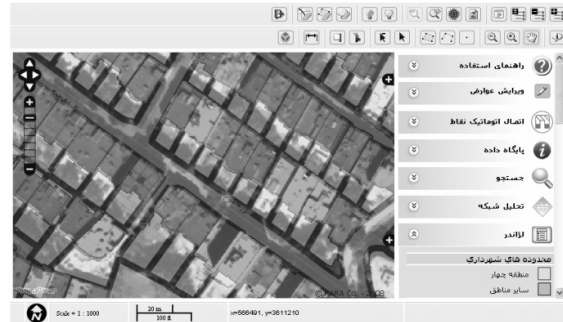 راهنمای استفاده
ویرایش عوارض
اتصال اتوماتیک نقاط
پایگاه داده
جستجو
تحلیل شبکه
لژاندر
محدوده های شهرداری
منطقه چهار
سایر مناطق
Scale = 1 : 1000
20 m
100 ft
x=566491, y=3611210